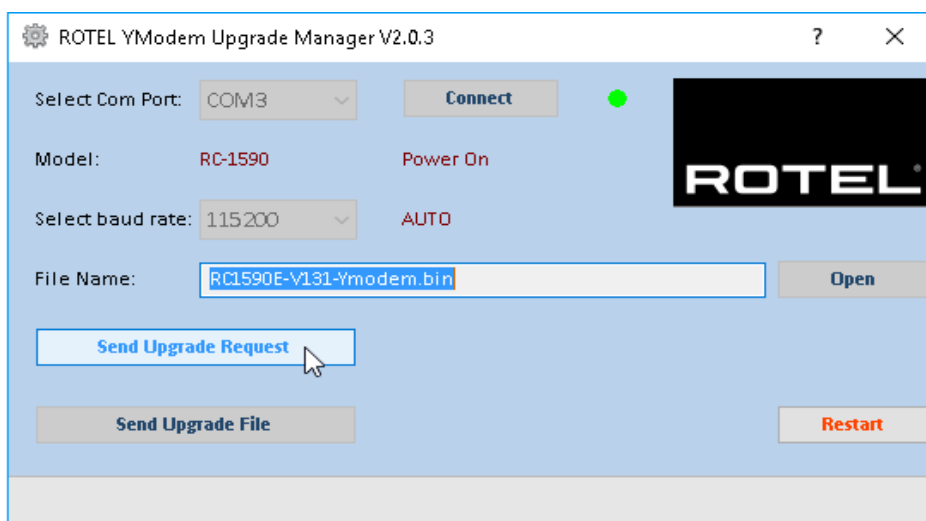 ROTEL YModem Upgrade Manager V2.0.3 ?
Select Com Port: COM3 Connect
ROTEL
Model: RC-1590 Power On
Select baud rate: 115200 AUTO
File Name: RC1590E-V131-Ymodem.bin Open
Send Upgrade Request
Send Upgrade File Restart